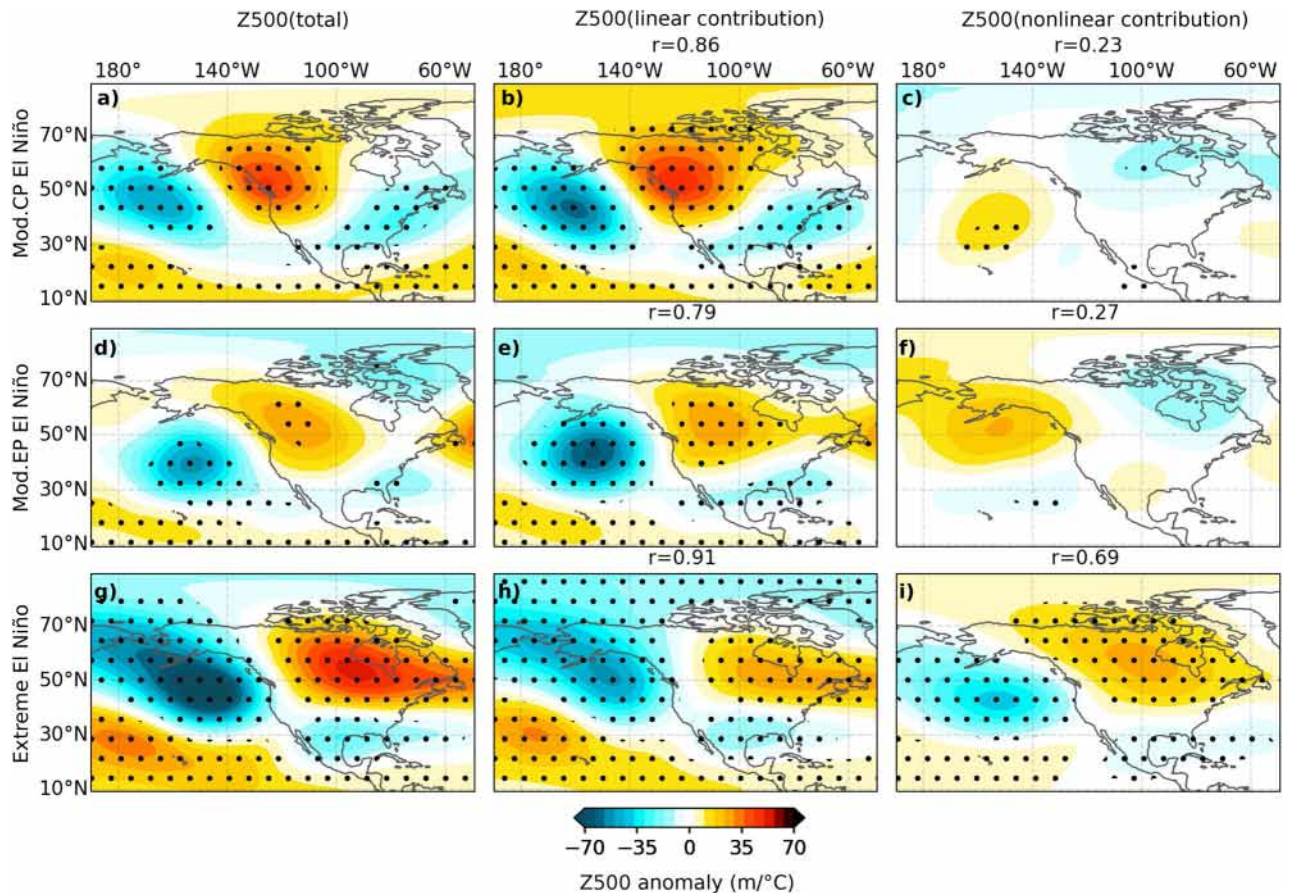 Z500(total) Z500(linear contribution) Z500(nonlinear contribution)
r=0.86 r=0.23
180° 140°W 100°W 60°W 180° 140°W 100°W 60°W 180° 140°W 100°W 60°W
Mod.CP El Niño
a) b) c)
70°N
50°N
30°N
10°N
r=0.79 r=0.27
Mod.EP El Niño
d) e) f)
70°N
50°N
30°N
10°N
r=0.91 r=0.69
Extreme El Niño
g) h) i)
70°N
50°N
30°N
10°N
−70 −35 0 35 70
Z500 anomaly (m/°C)